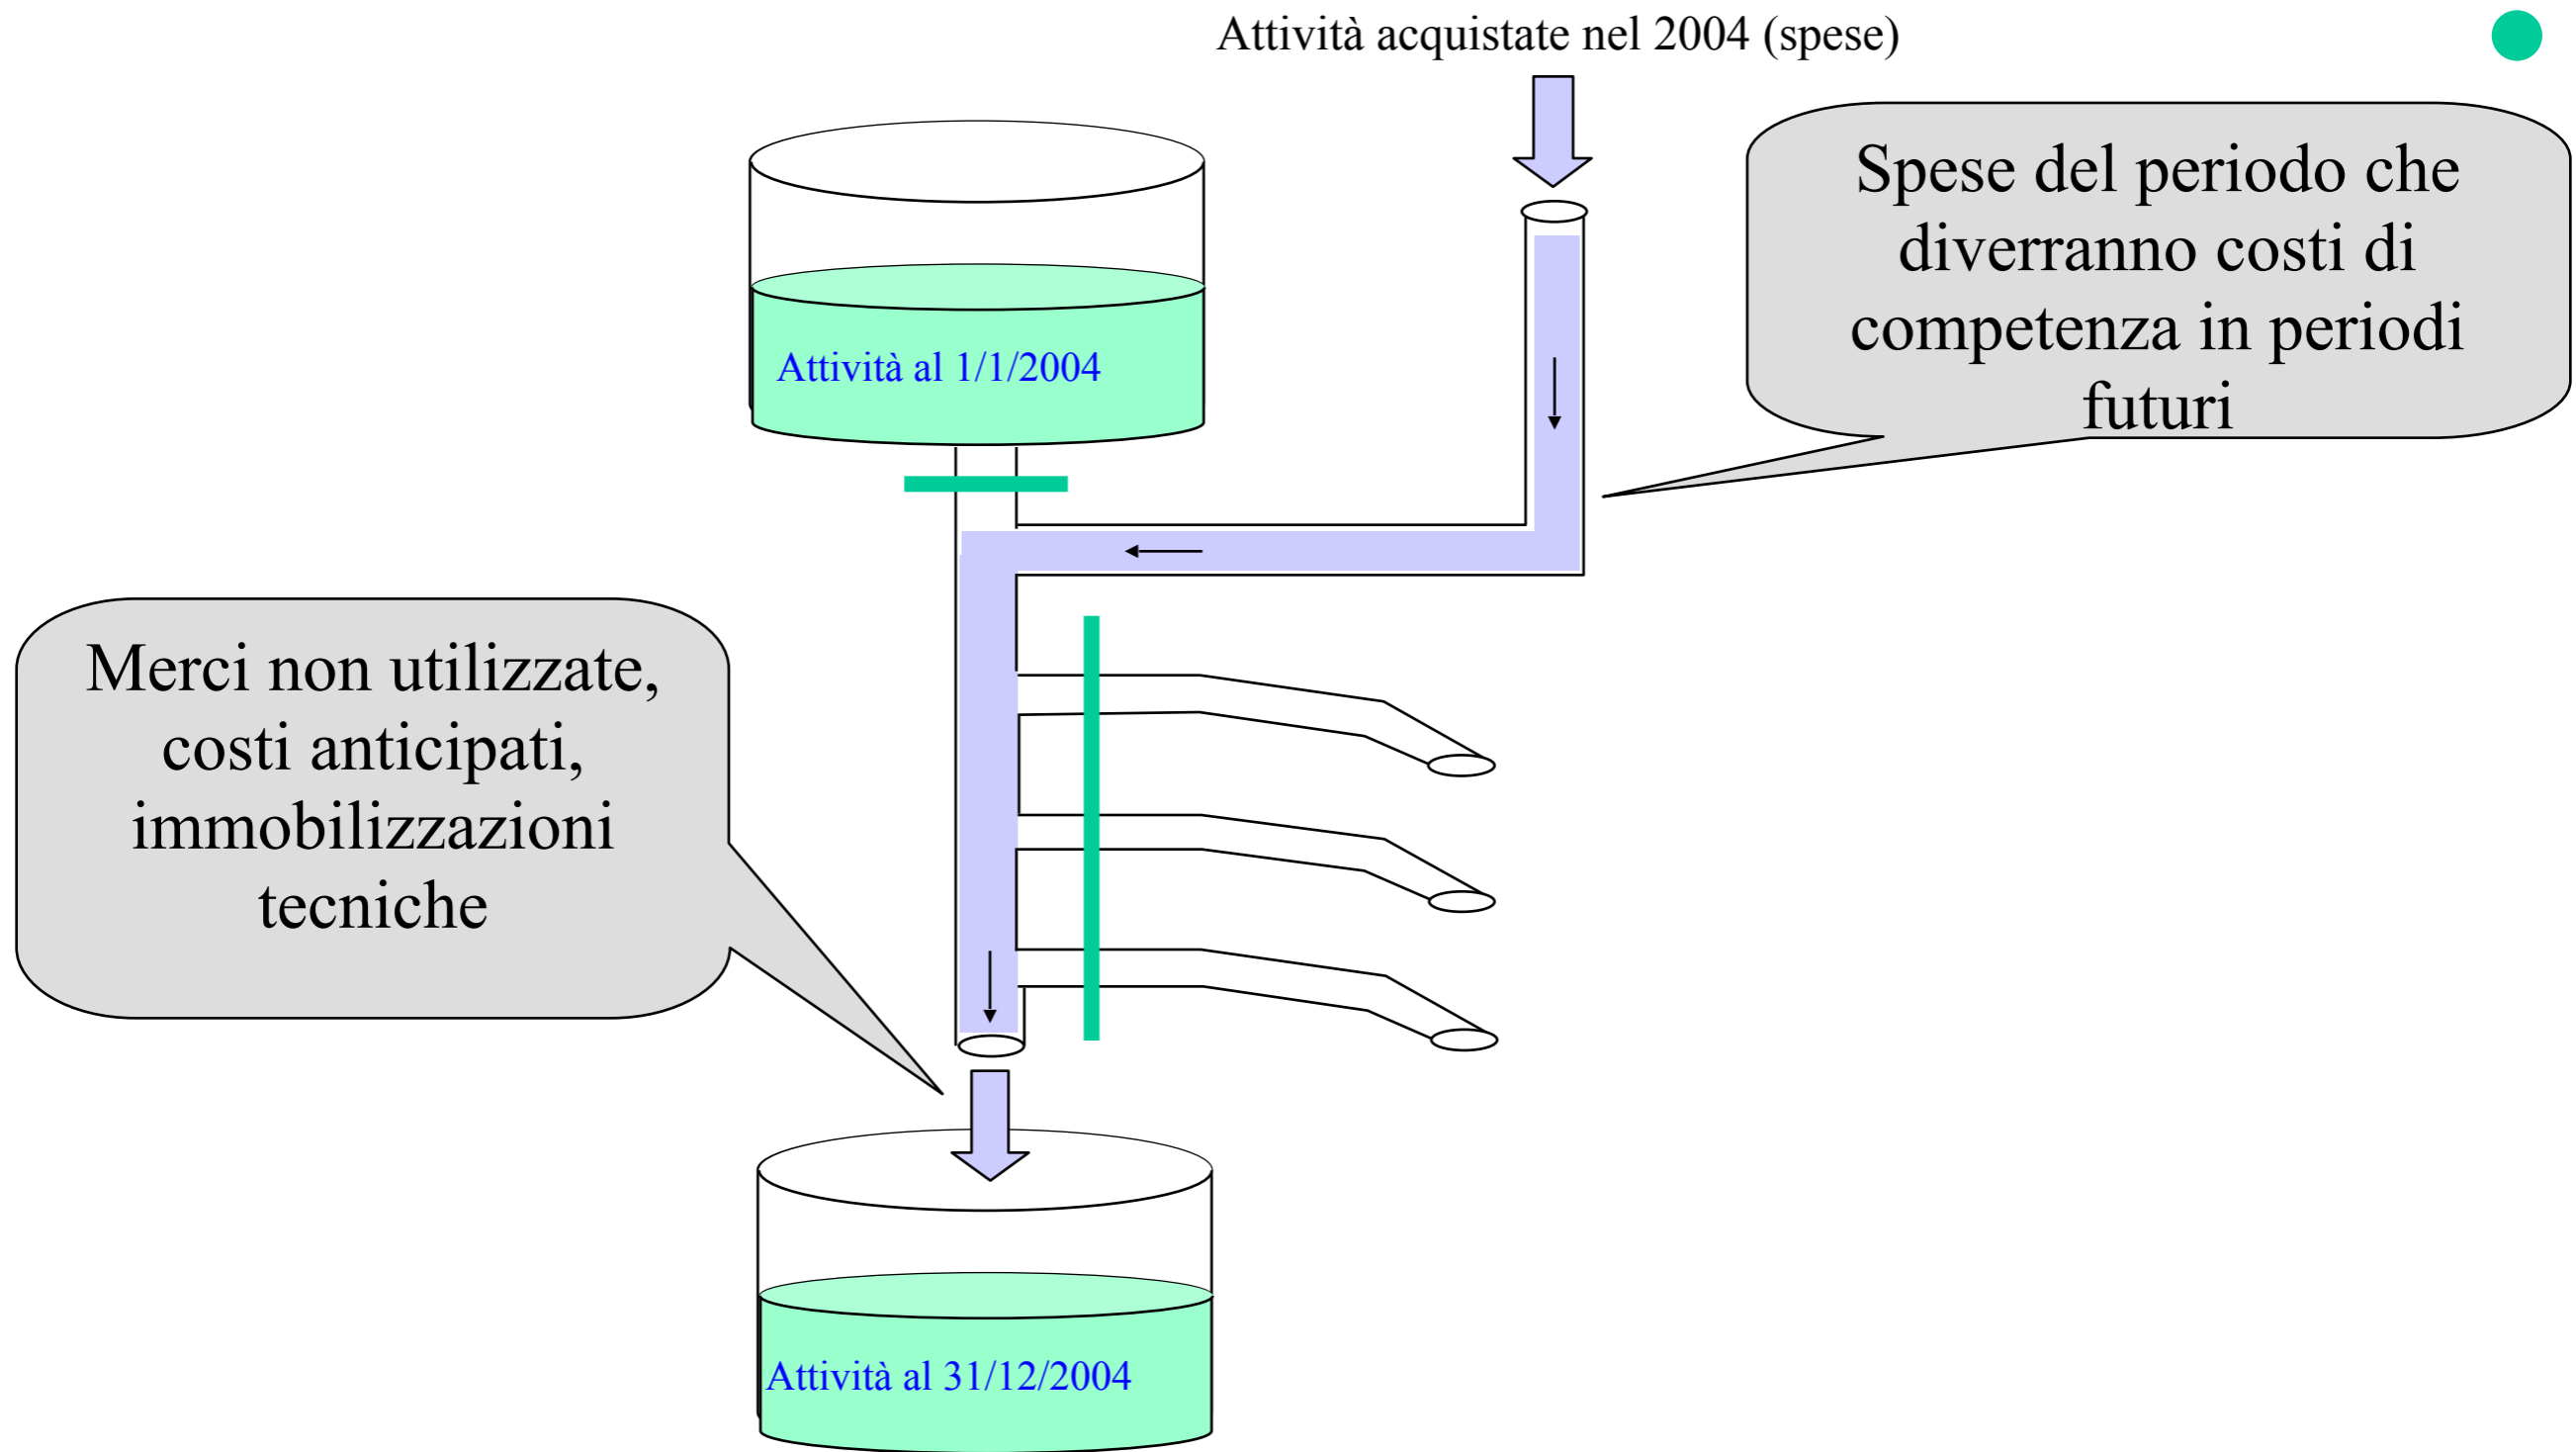 Attività acquistate nel 2004 (spese)
Spese del periodo che
diverranno costi di
competenza in periodi
futuri
Attività al 1/1/2004
Merci non utilizzate,
costi anticipati,
immobilizzazioni
tecniche
Attività al 31/12/2004